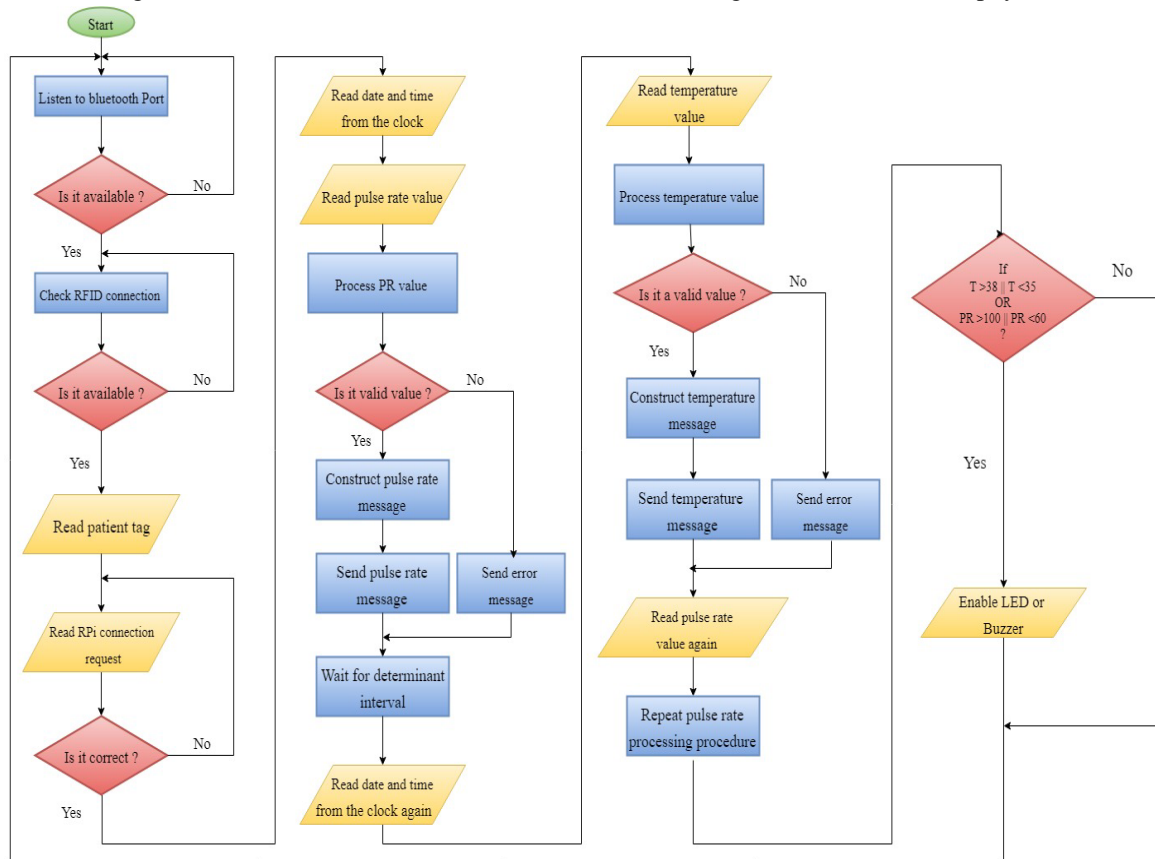 Start
Listen to bluetooth Port
Is it available ?
No
Yes
Check RFID connection
Is it available ?
No
Yes
Read patient tag
Read RPi connection
request
Is it correct ?
No
Yes
Read date and time
from the clock
Read pulse rate value
Process PR value
Is it valid value ?
No
Yes
Construct pulse rate
message
Send pulse rate
message
Send error
message
Wait for determinant
interval
Read date and time
from the clock again
Read temperature
value
Process temperature value
Is it a valid value ?
No
Yes
Construct temperature
message
Send temperature
message
Send error
message
Read pulse rate
value again
Repeat pulse rate
processing procedure
If
T >38 || T <35
OR
PR >100 || PR <60
?
No
Yes
Enable LED or
Buzzer